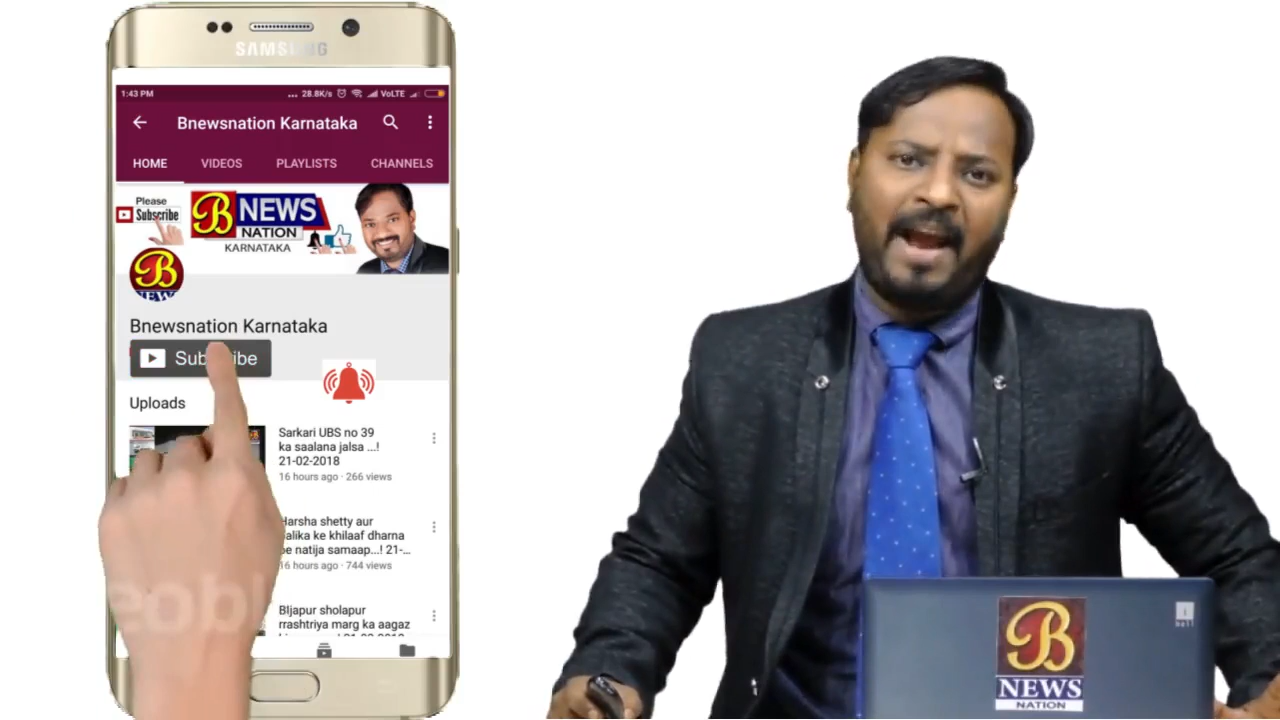 SAMSUNG
1:43 PM
... 28.8K/s VoLTE
Bnewsnation Karnataka
HOME VIDEOS PLAYLISTS CHANNELS
Please
Subscribe
B NEWS
NATION
KARNATAKA
B
NEW
Bnewsnation Karnataka
Subscribe
Uploads
Sarkari UBS no 39
ka saalana jalsa ...!
21-02-2018
16 hours ago · 266 views
Harsha shetty aur
ke khilaaf dharna
natija samaap...! 21-...
16 hours ago · 744 views
BIjapur sholapur
rrashtriya marg ka aagaz
B
NEWS
NATION
iball